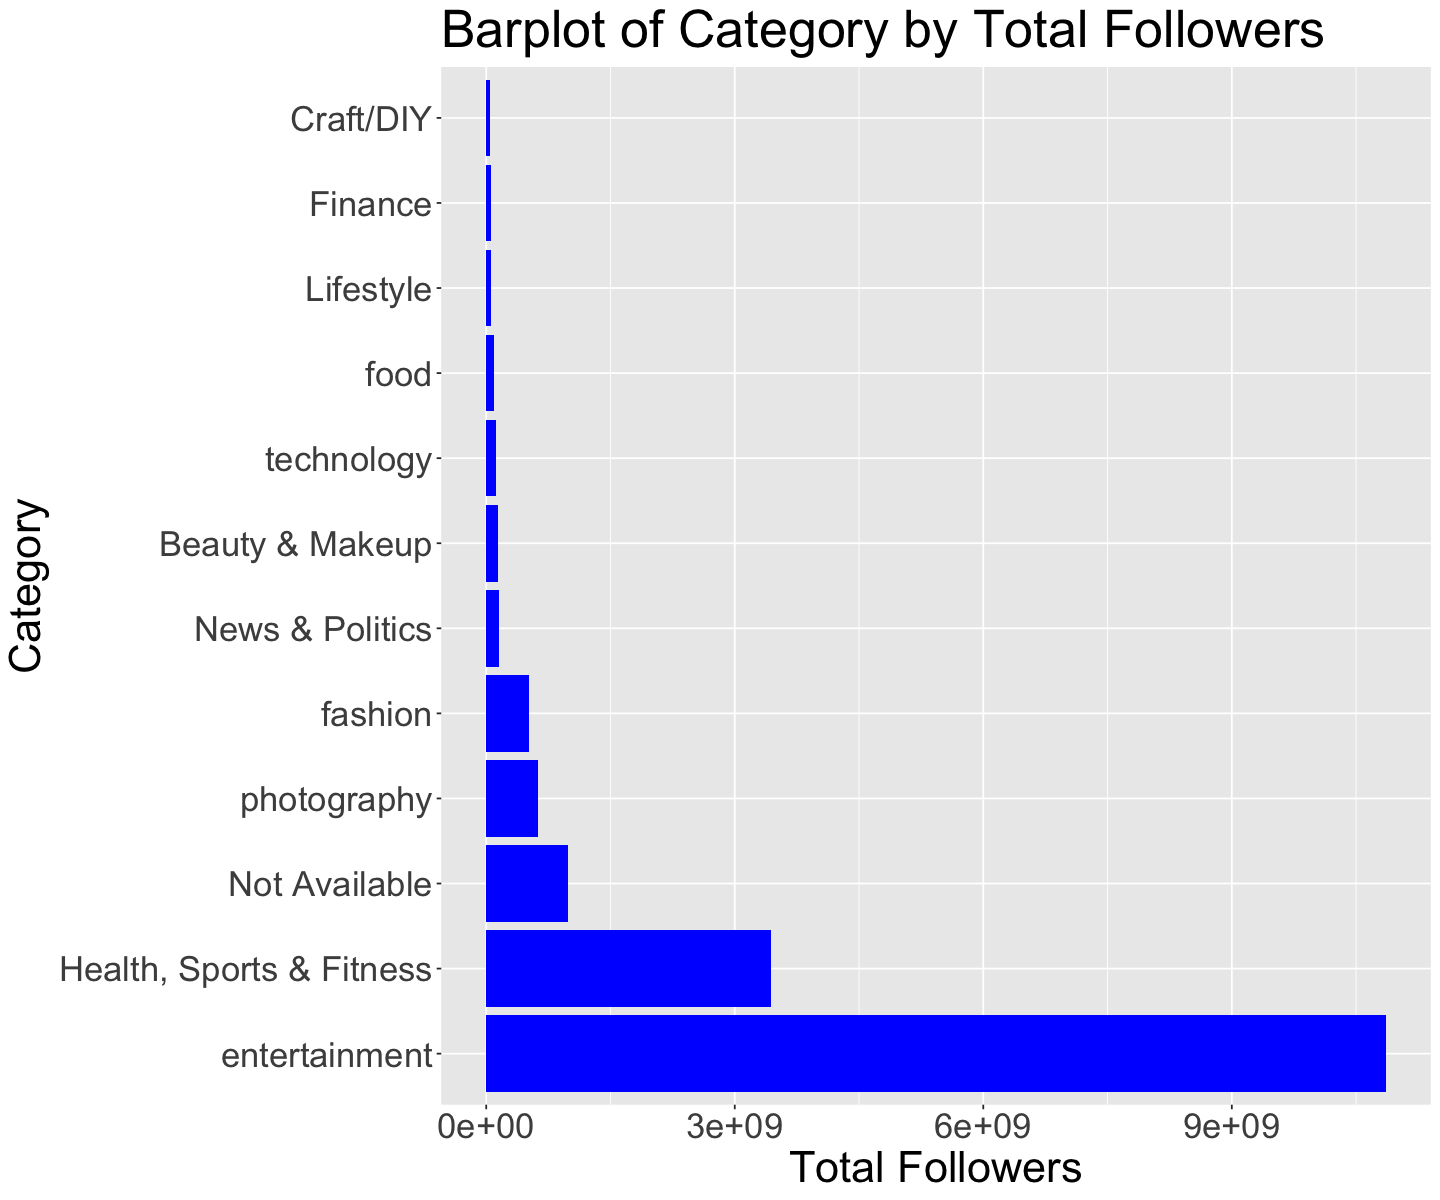 Barplot of Category by Total Followers
Category
Craft/DIY
Finance
Lifestyle
food
technology
Beauty & Makeup
News & Politics
fashion
photography
Not Available
Health, Sports & Fitness
entertainment
0e+00 3e+09 6e+09 9e+09
Total Followers